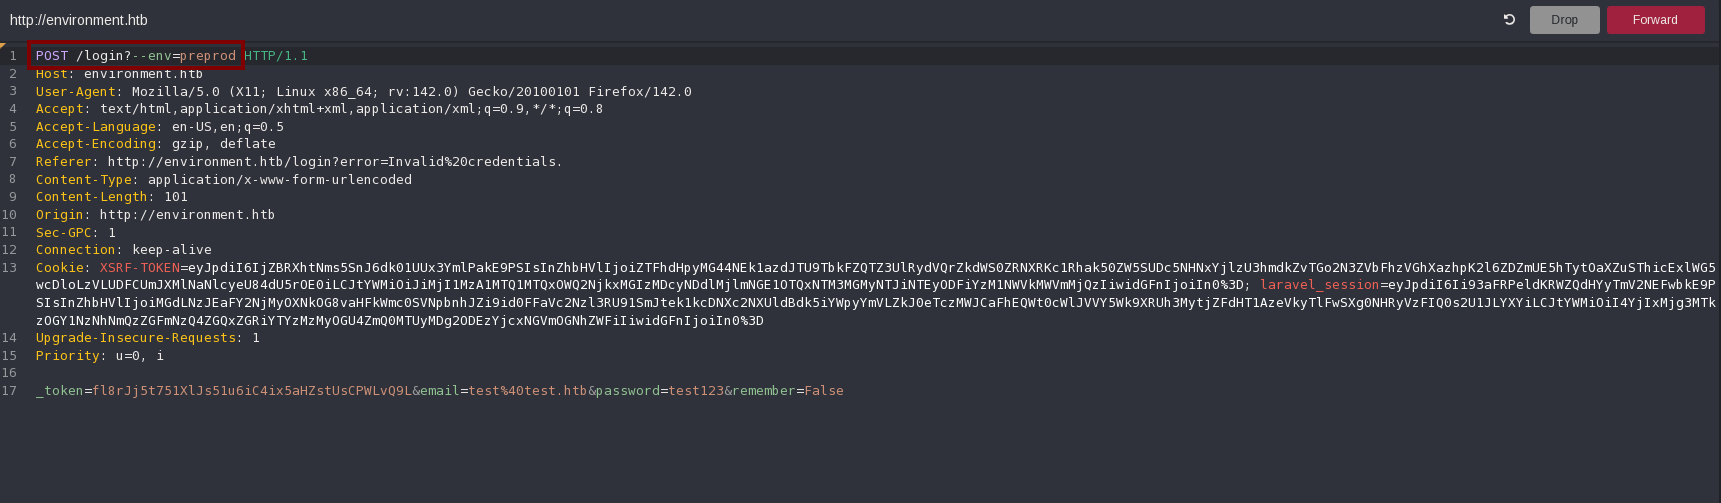 http://environment.htb
Drop
Forward
1 POST /login?--env=preprod HTTP/1.1
2 Host: environment.htb
3 User-Agent: Mozilla/5.0 (X11; Linux x86_64; rv:142.0) Gecko/20100101 Firefox/142.0
4 Accept: text/html,application/xhtml+xml,application/xml;q=0.9,*/*;q=0.8
5 Accept-Language: en-US,en;q=0.5
6 Accept-Encoding: gzip, deflate
7 Referer: http://environment.htb/login?error=Invalid%20credentials.
8 Content-Type: application/x-www-form-urlencoded
9 Content-Length: 101
10 Origin: http://environment.htb
11 Sec-GPC: 1
12 Connection: keep-alive
13 Cookie: XSRF-TOKEN=eyJpdiI6IjZBRXhtNms5SnJ6dk01UUx3YmlPakE9PSIsInZhbHVlIjoiZTFhdHpyMG44NEk1azdJTU9TbkFZQTZ3UlRydVQrZkdWS0ZRNXRKc1Rhak50ZW5SUDc5NHNxYjlzU3hmdkZvTGo2N3ZVbFhzVGhXazhpK2l6ZDZmUE5hTytOaXZuSThicExlWG5
wcDloLzVLUDFCUmJXMlNaNlcyeU84dU5rOE0iLCJtYWMiOiJiMjI1MzA1MTQ1MTQxOWQ2NjkxMGIzMDcyNDdlMjlmNGE1OTQxNTM3MGMyNTJiNTEyODFiYzM1NWVkMWVmMjQzIiwidGFnIjoiIn0%3D; laravel_session=eyJpdiI6Ii93aFRPeldKRWZQdHYyTmV2NEFwbkE9P
SIsInZhbHVlIjoiMGdLNzJEaFY2NjMyOXNkOG8vaHFkWmc0SVNpbnhJZi9id0FFaVc2Nzl3RU91SmJtek1kcDNXc2NXUldBdk5iYWpyYmVLZkJ0eTczMWJCaFhEQWt0cWlJVVY5Wk9XRUh3MytjZFdHT1AzeVkyTlFwSXg0NHRyVzFIQ0s2U1JLYXYiLCJtYWMiOiI4YjIxMjg3MTk
zOGY1NzNhNmQzZGFmNzQ4ZGQxZGRiYTYzMzMyOGU4ZmQ0MTUyMDg2ODEzYjcxNGVmOGNhZWFiIiwidGFnIjoiIn0%3D
14 Upgrade-Insecure-Requests: 1
15 Priority: u=0, i
16
17 _token=fl8rJj5t751XlJs51u6iC4ix5aHZstUsCPWLvQ9L&email=test%40test.htb&password=test123&remember=False